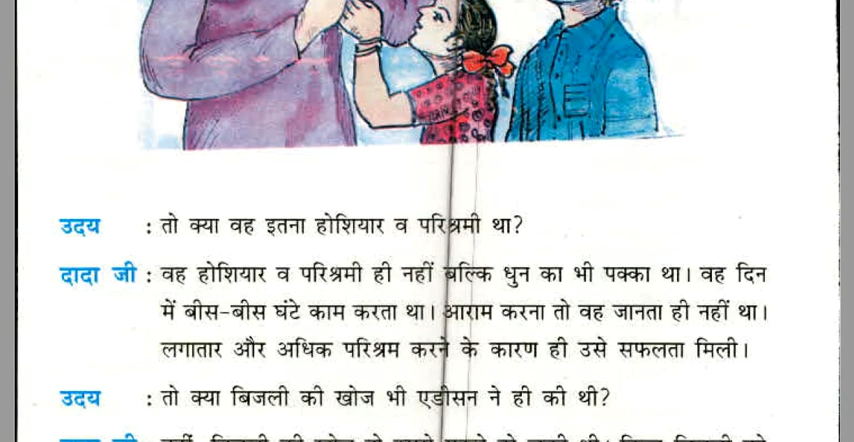 उदय : तो क्या वह इतना होशियार व परिश्रमी था?
दादा जी : वह होशियार व परिश्रमी ही नहीं बल्कि धुन का भी पक्का था। वह दिन
में बीस-बीस घंटे काम करता था। आराम करना तो वह जानता ही नहीं था।
लगातार और अधिक परिश्रम करने के कारण ही उसे सफलता मिली।
उदय : तो क्या बिजली की खोज भी एडीसन ने ही की थी?